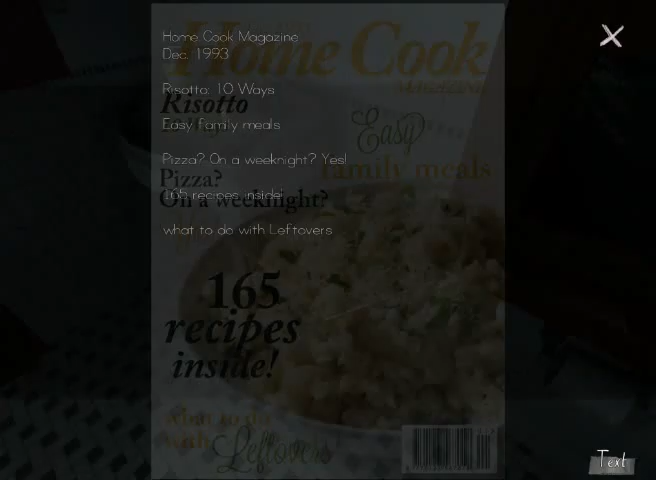 Home Cook Magazine
Dec. 1993
Risotto: 10 Ways
Easy Family meals
Pizza? On a weeknight? Yes!
165 recipes inside!
what to do with Leftovers
Home Cook
MAGAZINE
Risotto
Easy
family meals
Pizza?
On a weeknight?
165
recipes
inside!
what to do
with Leftovers
Text